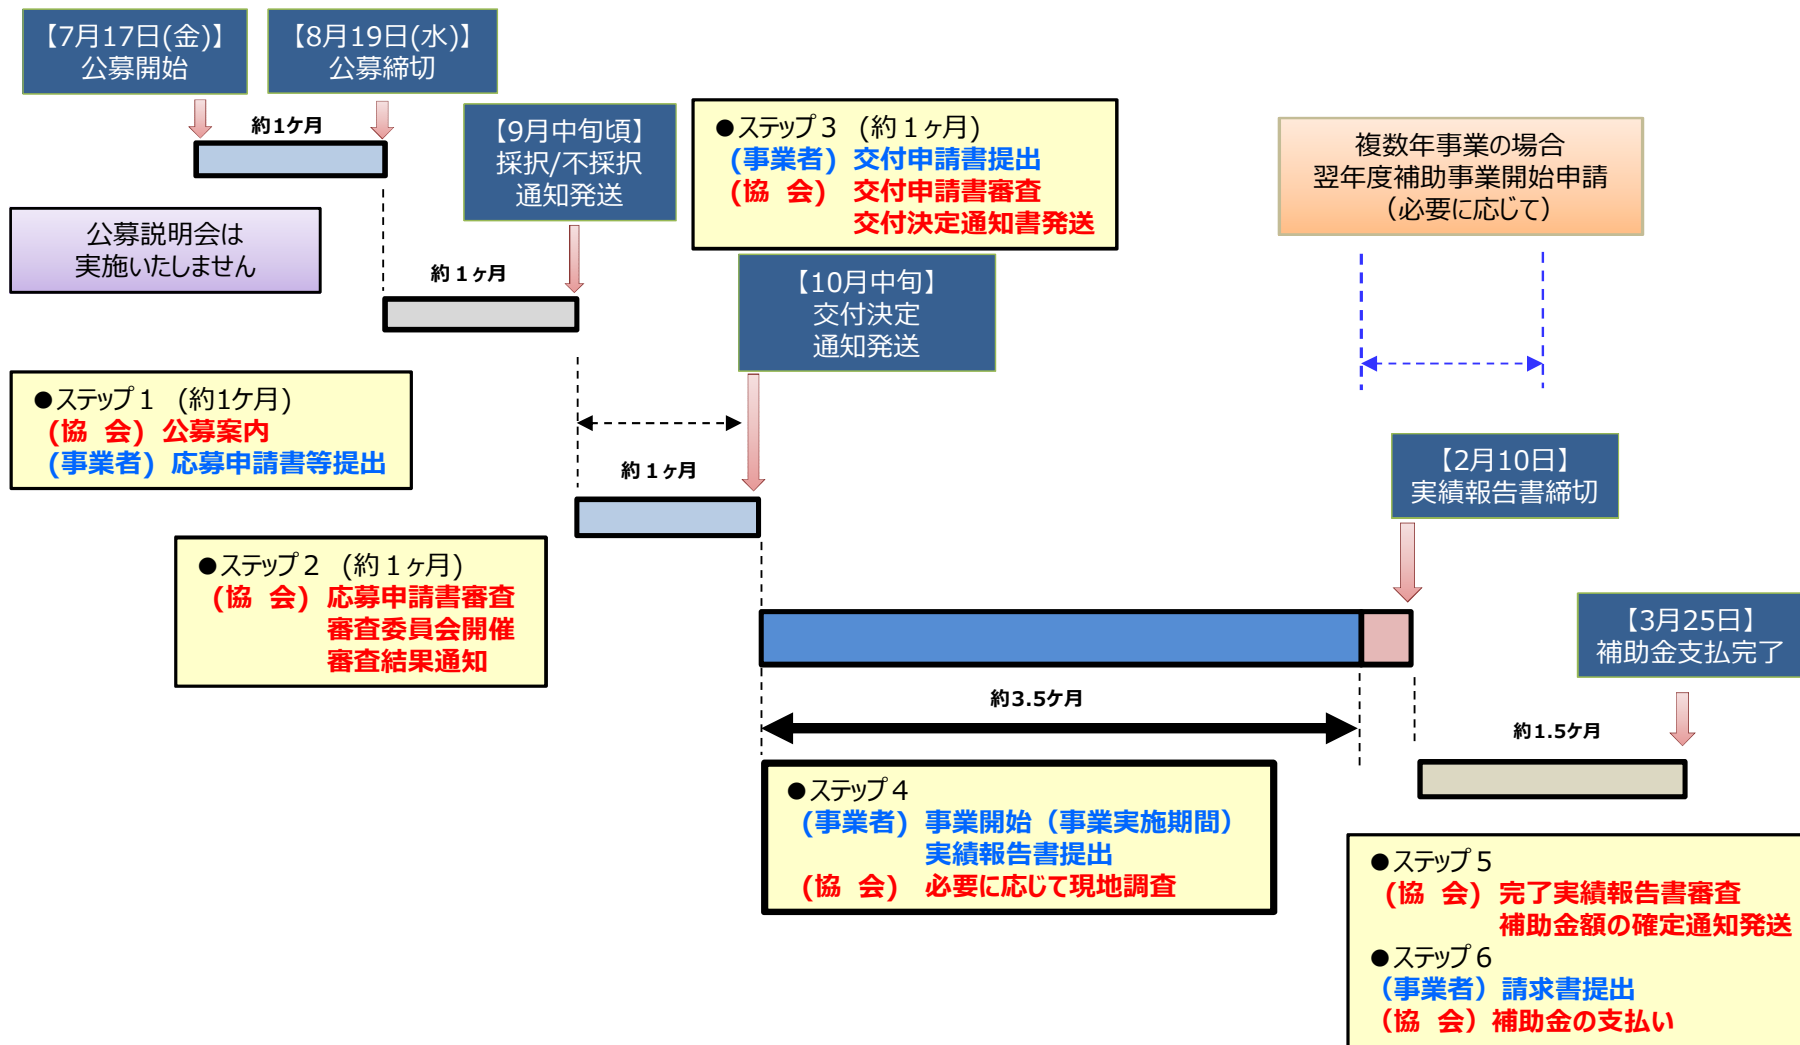 【7月17日(金)】
公募開始
【8月19日(水)】
公募締切
約1ケ月
【9月中旬頃】
採択/不採択
通知発送
●ステップ３ (約１ヶ月)
(事業者) 交付申請書提出
(協 会) 交付申請書審査
交付決定通知書発送
複数年事業の場合
翌年度補助事業開始申請
（必要に応じて）
公募説明会は
実施いたしません
約１ヶ月
【10月中旬】
交付決定
通知発送
●ステップ１ (約1ケ月)
(協 会) 公募案内
(事業者) 応募申請書等提出
約１ヶ月
【2月10日】
実績報告書締切
●ステップ２ (約１ヶ月)
(協 会) 応募申請書審査
審査委員会開催
審査結果通知
【3月25日】
補助金支払完了
約3.5ケ月
約1.5ケ月
●ステップ４
(事業者) 事業開始（事業実施期間）
実績報告書提出
(協 会) 必要に応じて現地調査
●ステップ５
(協 会) 完了実績報告書審査
補助金額の確定通知発送
●ステップ６
（事業者）請求書提出
（協 会）補助金の支払い